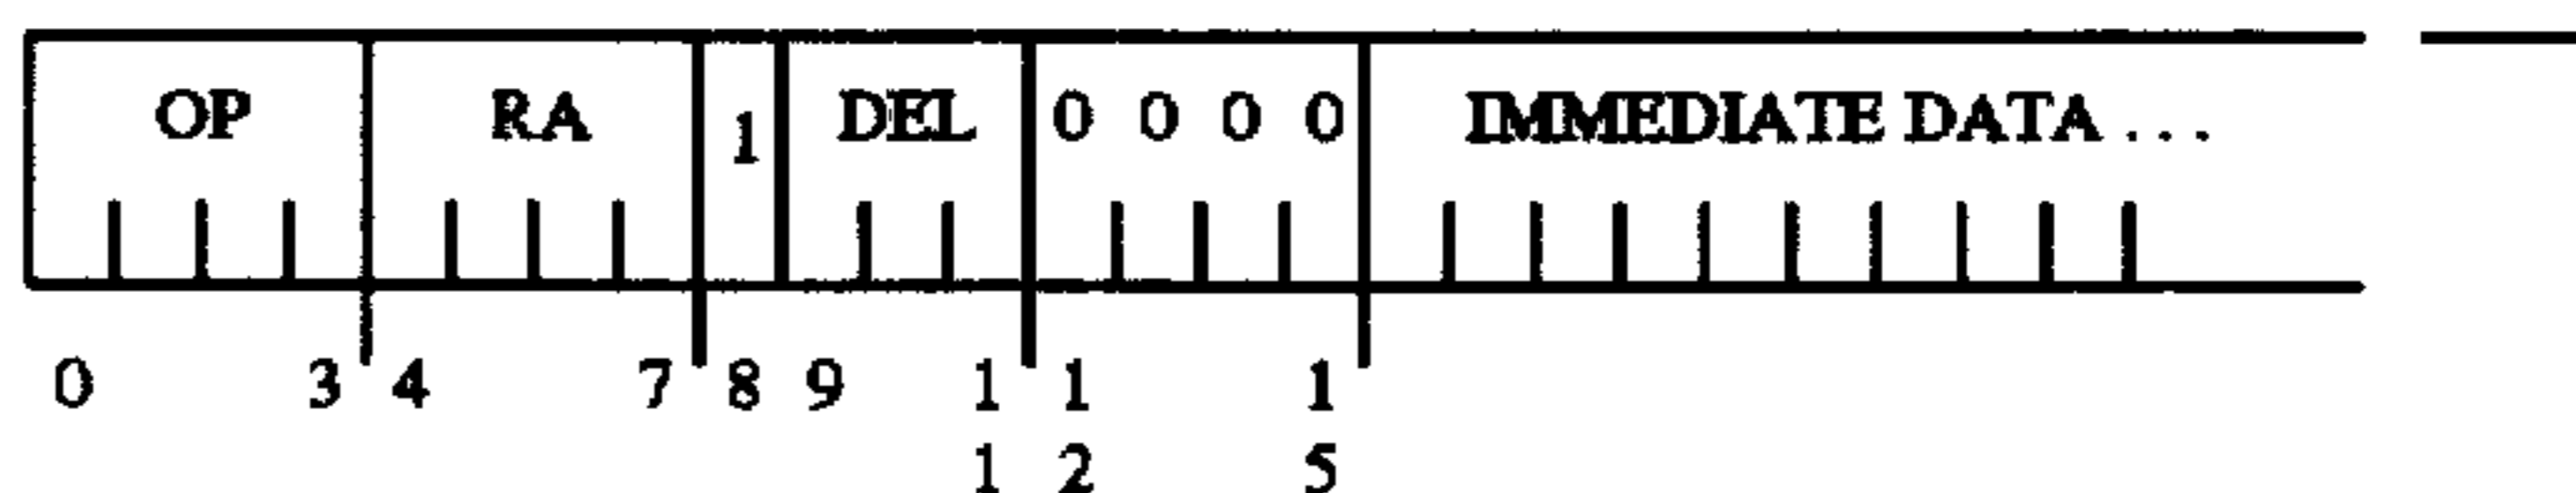 OP RA 1 DEL 0 0 0 0 IMMEDIATE DATA . . .
0 3 4 7 8 9 1 1 1
1 2 5